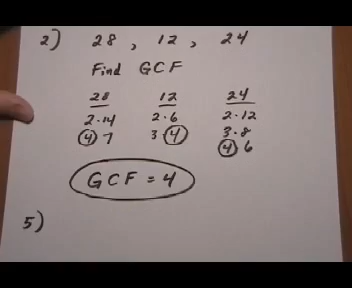 2) 28, 12, 24
Find GCF
28 12 24
2·14 2·6 2·12
4 7 3 4 3·8
4 6
GCF = 4
5)